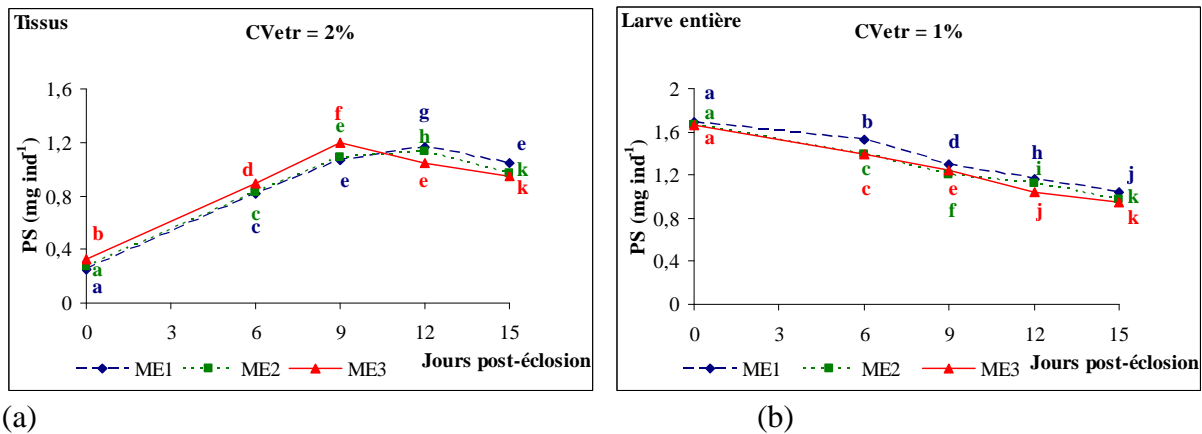 Tissus
CVetr = 2%
PS (mg ind-1)
1,6
1,2
0,8
0,4
0
0 3 6 9 12 15
b
a
a
d
c
c
f
e
e
g
h
e
e
k
k
Jours post-éclosion
ME1 ME2 ME3
(a)
Larve entière
CVetr = 1%
PS (mg ind-1)
2
1,6
1,2
0,8
0,4
0
0 3 6 9 12 15
a
a
a
b
c
c
d
e
f
h
i
j
j
k
k
Jours post-éclosion
ME1 ME2 ME3
(b)